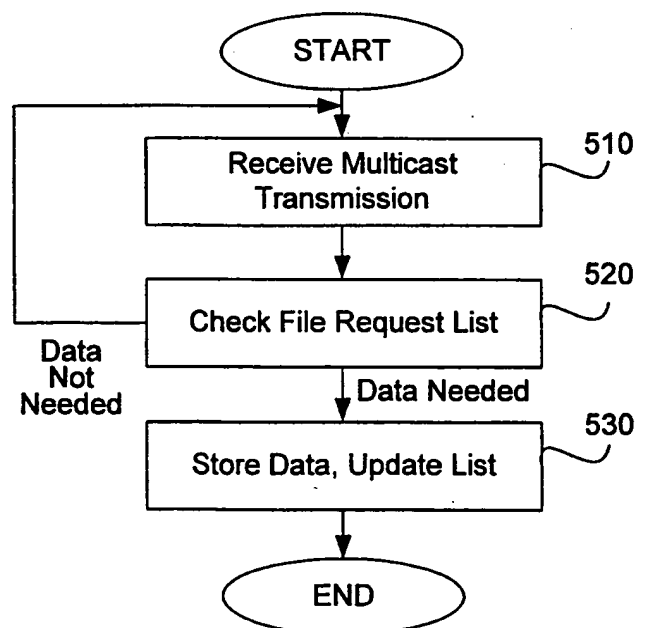 START
Receive Multicast
Transmission
510
Check File Request List
520
Data
Not
Needed
Data Needed
Store Data, Update List
530
END